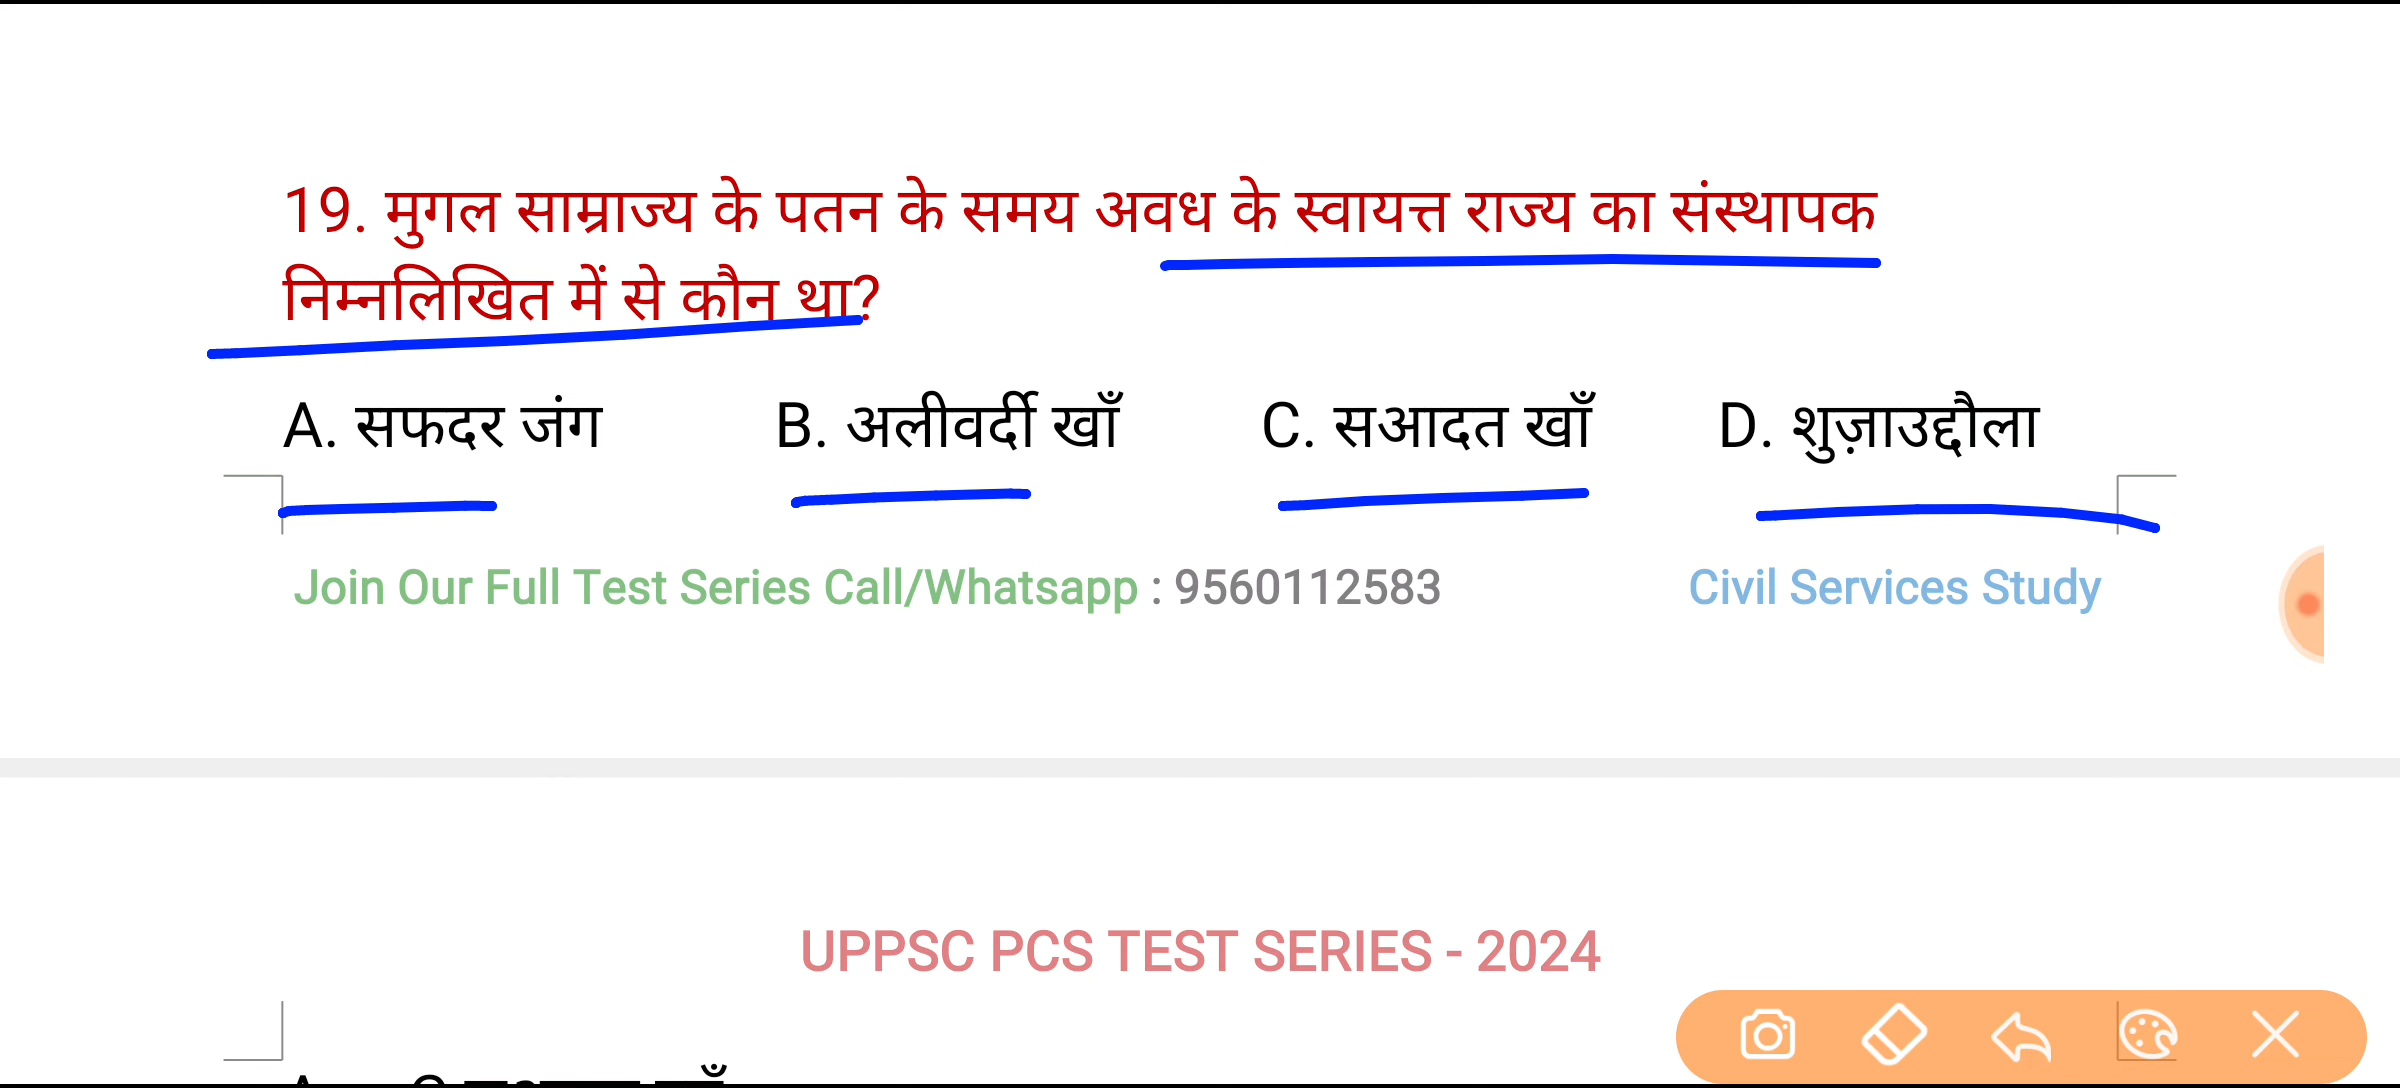 19. मुगल साम्राज्य के पतन के समय अवध के स्वायत्त राज्य का संस्थापक
निम्नलिखित में से कौन था?
A. सफदर जंग B. अलीवर्दी खाँ C. सआदत खाँ D. शुज़ाउद्दौला
Join Our Full Test Series Call/Whatsapp : 9560112583 Civil Services Study
UPPSC PCS TEST SERIES - 2024